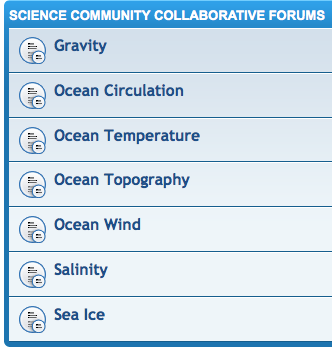 SCIENCE COMMUNITY COLLABORATIVE FORUMS
Gravity
Ocean Circulation
Ocean Temperature
Ocean Topography
Ocean Wind
Salinity
Sea Ice